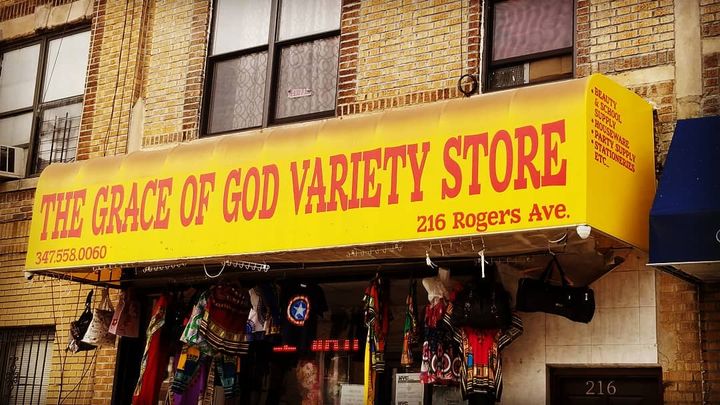 THE GRACE OF GOD VARIETY STORE
347.558.0060
216 Rogers Ave.
• BEAUTY
& SCHOOL
SUPPLY
• HOUSEWARE
• PARTY SUPPLY
• STATIONERIES
ETC..
216